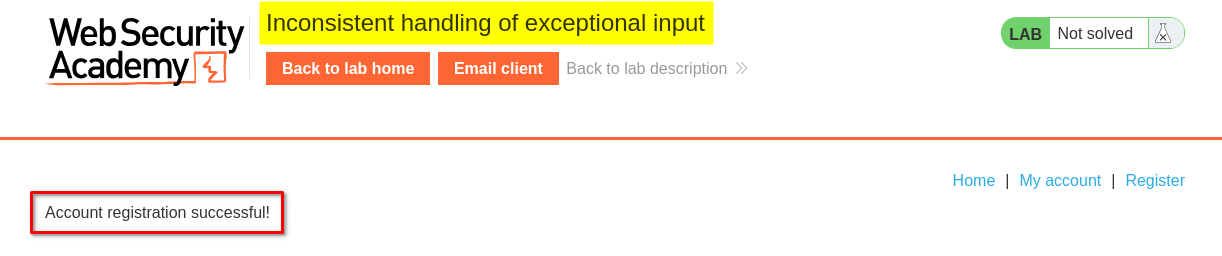 Web Security
Academy
Inconsistent handling of exceptional input
Back to lab home Email client Back to lab description
LAB Not solved
Home | My account | Register
Account registration successful!